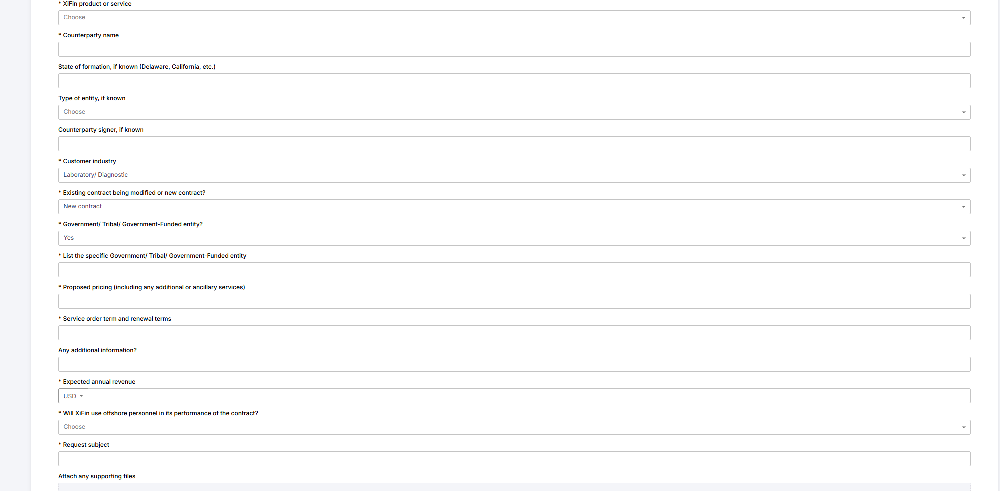 * XiFin product or service
Choose
* Counterparty name
State of formation, if known (Delaware, California, etc.)
Type of entity, if known
Choose
Counterparty signer, if known
* Customer industry
Laboratory/ Diagnostic
* Existing contract being modified or new contract?
New contract
* Government/ Tribal/ Government-Funded entity?
Yes
* List the specific Government/ Tribal/ Government-Funded entity
* Proposed pricing (including any additional or ancillary services)
* Service order term and renewal terms
Any additional information?
* Expected annual revenue
USD
* Will XiFin use offshore personnel in its performance of the contract?
Choose
* Request subject
Attach any supporting files